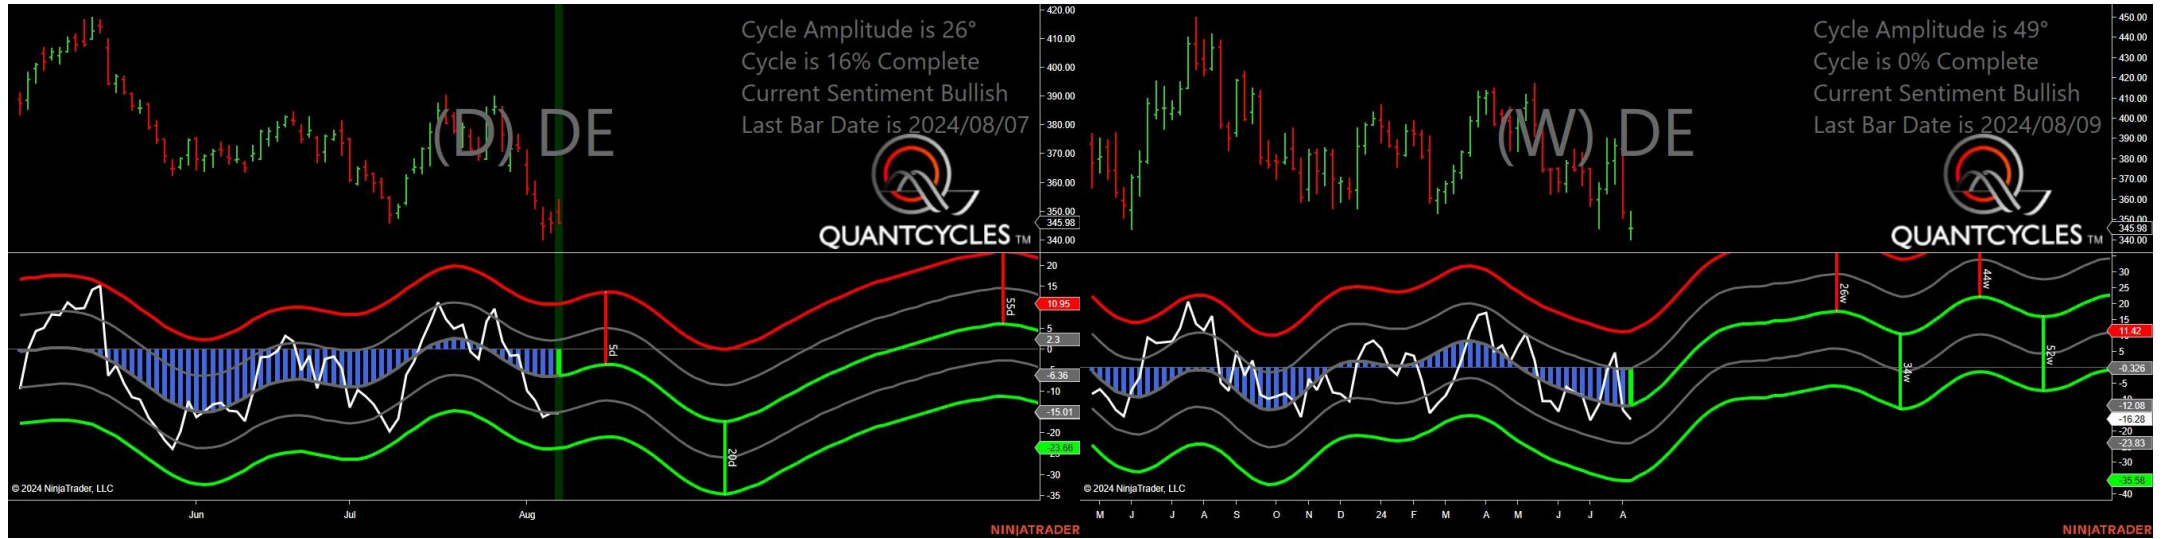 Cycle Amplitude is 26°
Cycle is 16% Complete
Current Sentiment Bullish
Last Bar Date is 2024/08/07
(D) DE
QUANTCYCLES TM
420.00
410.00
400.00
390.00
380.00
370.00
360.00
350.00
345.98
340.00
20
15
10.95
5
2.3
0
-6.36
-10
-15.01
-20
-23.66
-30
-35
5d
20d
55d
© 2024 NinjaTrader, LLC
Jun
Jul
Aug
NINJATRADER
Cycle Amplitude is 49°
Cycle is 0% Complete
Current Sentiment Bullish
Last Bar Date is 2024/08/09
(W) DE
QUANTCYCLES TM
450.00
440.00
430.00
420.00
410.00
400.00
390.00
380.00
370.00
360.00
350.00
345.98
340.00
30
25
20
15
11.42
5
-0.326
-5
-12.08
-16.28
-20
-23.83
-30
-35.58
-40
26w
34w
44w
52w
© 2024 NinjaTrader, LLC
M J J A S O N D 24 F M A M J J A
NINJATRADER